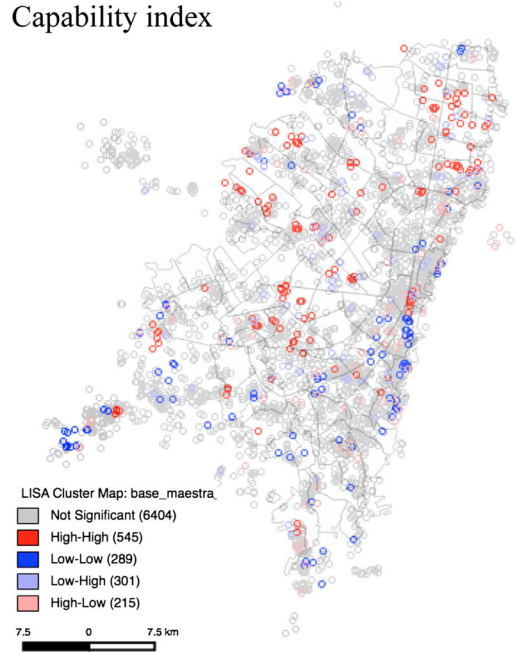 Capability index
LISA Cluster Map: base_maestra
Not Significant (6404)
High-High (545)
Low-Low (289)
Low-High (301)
High-Low (215)
7.5 0 7.5 km